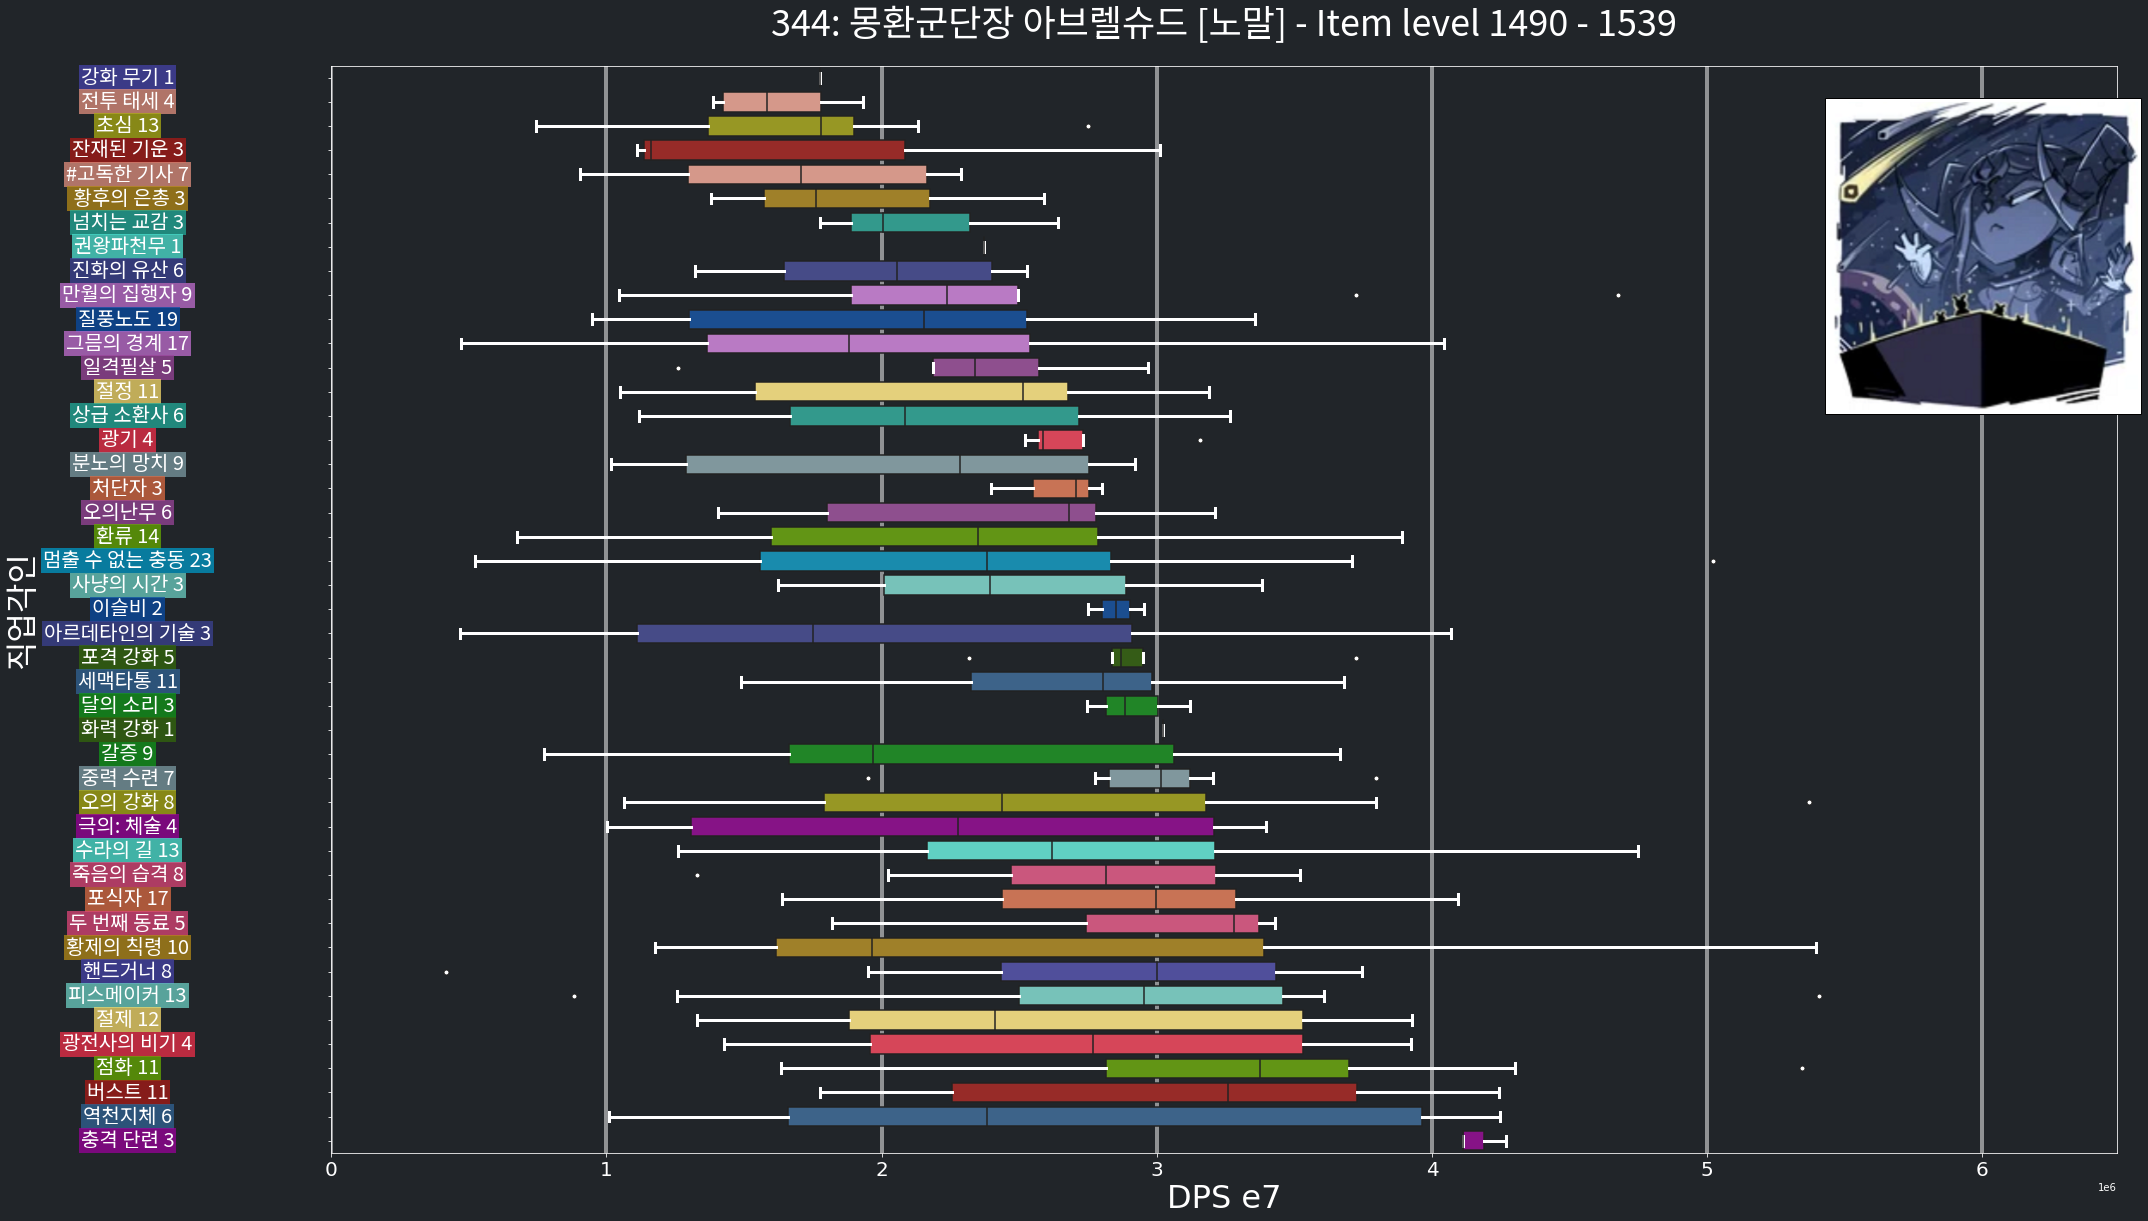 344: 몽환군단장 아브렐슈드 [노말] - Item level 1490 - 1539
강화 무기 1
전투 태세 4
초심 13
잔재된 기운 3
#고독한 기사 7
황후의 은총 3
넘치는 교감 3
권왕파천무 1
진화의 유산 6
만월의 집행자 9
질풍노도 19
그믐의 경계 17
일격필살 5
절정 11
상급 소환사 6
광기 4
분노의 망치 9
처단자 3
오의난무 6
환류 14
멈출 수 없는 충동 23
사냥의 시간 3
이슬비 2
아르데타인의 기술 3
포격 강화 5
세맥타통 11
달의 소리 3
화력 강화 1
갈증 9
중력 수련 7
오의 강화 8
극의: 체술 4
수라의 길 13
죽음의 습격 8
포식자 17
두 번째 동료 5
황제의 칙령 10
핸드거너 8
피스메이커 13
절제 12
광전사의 비기 4
점화 11
버스트 11
역천지체 6
충격 단련 3
직업각인
0 1 2 3 4 5 6
DPS e7
1e6